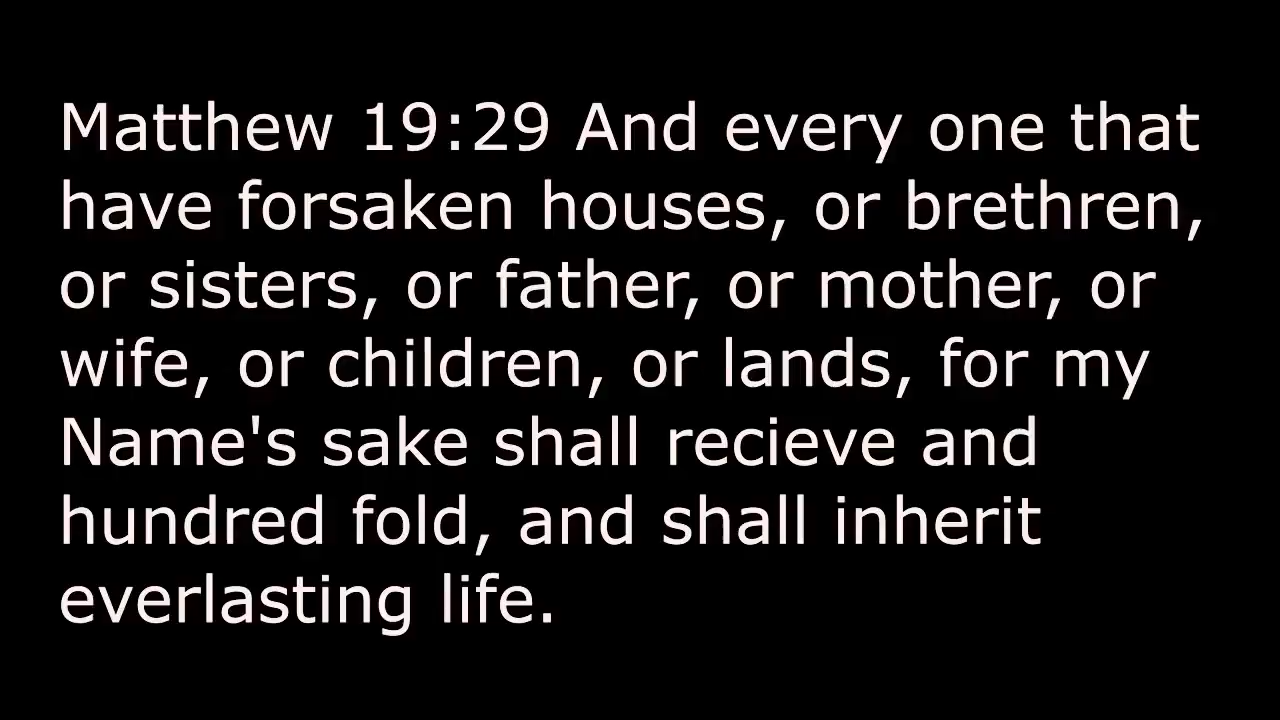 Matthew 19:29 And every one that
have forsaken houses, or brethren,
or sisters, or father, or mother, or
wife, or children, or lands, for my
Name's sake shall recieve and
hundred fold, and shall inherit
everlasting life.